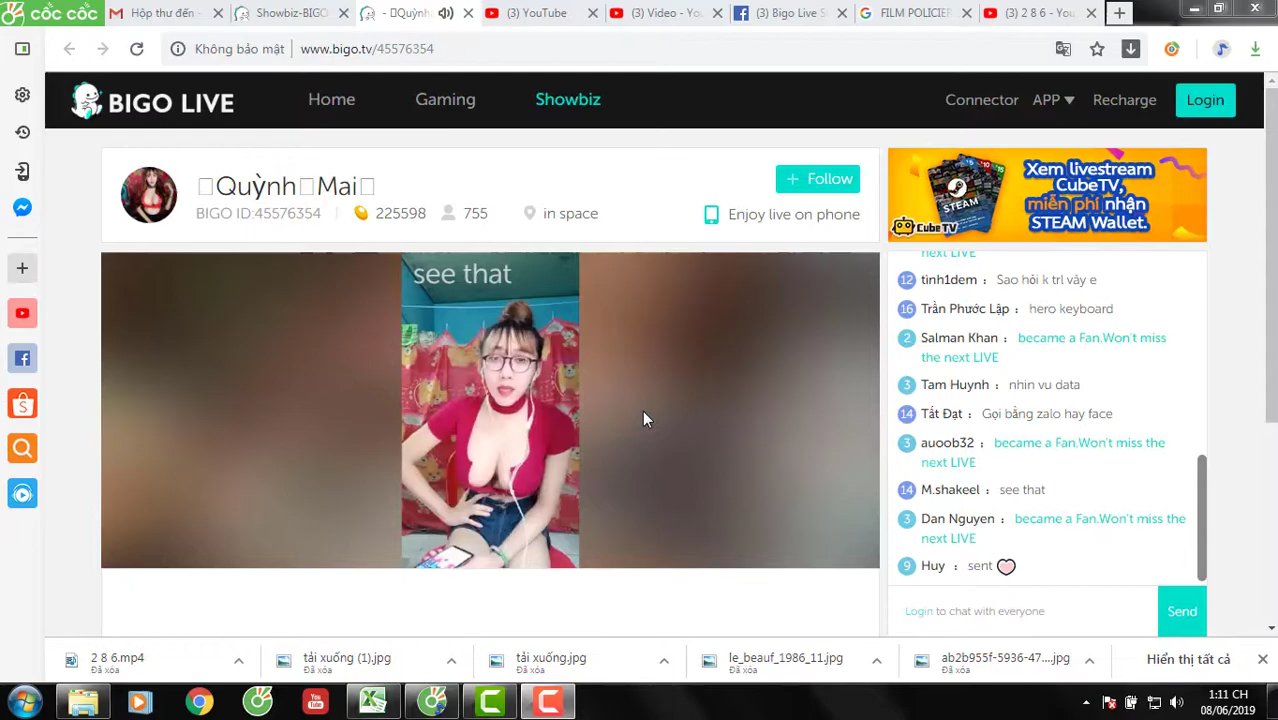 cốc cốc
Hộp thư đến -
Showbiz-BIGO
(3) YouTube
(3) Video - You
(3) Bigo Live S
FILM POLICIER
(3) 2 8 6 - You
Không bảo mật
www.bigo.tv/45576354
BIGO LIVE
Home
Gaming
Showbiz
Connector
APP ▼
Recharge
Login
Quỳnh Mai
BIGO ID:45576354
225598
755
in space
+ Follow
Enjoy live on phone
Xem livestream
CubeTV,
miễn phí nhận
STEAM Wallet.
STEAM
CubeTV
see that
next LIVE
12 tình1dem : Sao hỏi k trl vây e
16 Trần Phước Lập : hero keyboard
2 Salman Khan : became a Fan.Won't miss
the next LIVE
3 Tam Huynh : nhin vu data
14 Tất Đạt : Gọi bằng zalo hay face
3 auoob32 : became a Fan.Won't miss the
next LIVE
14 M.shakeel : see that
3 Dan Nguyen : became a Fan.Won't miss the
next LIVE
9 Huy : sent
Login to chat with everyone
Send
2 8 6.mp4
Đã xóa
tải xuống (1).jpg
Đã xóa
tải xuống.jpg
Đã xóa
le_beauf_1986_11.jpg
Đã xóa
ab2b955f-5936-47....jpg
Đã xóa
Hiển thị tất cả
You Tube
1:11 CH
08/06/2019